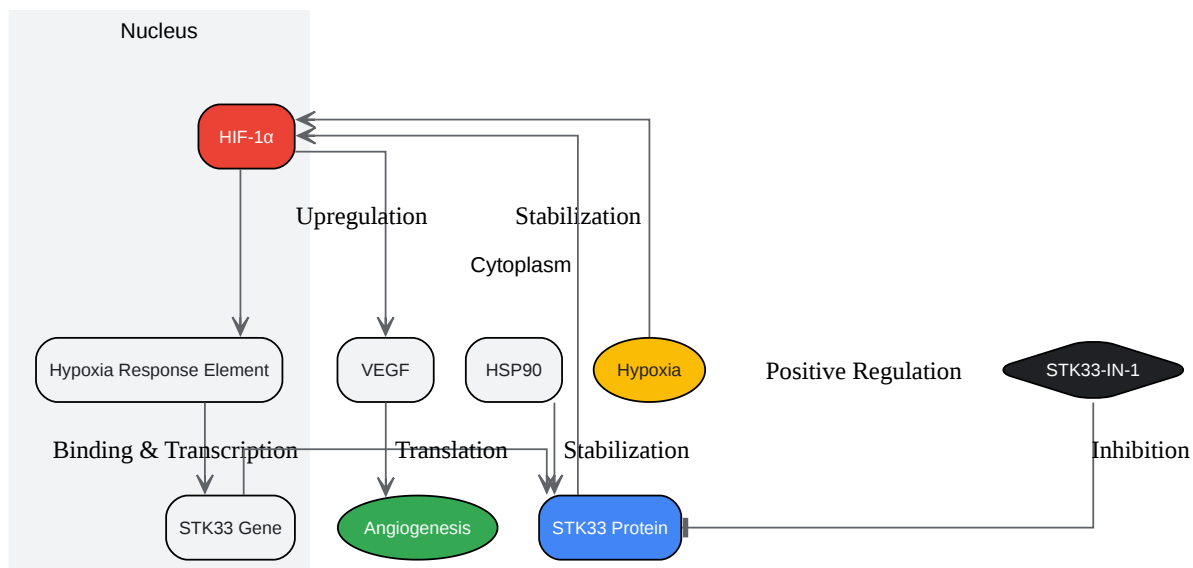 Nucleus
HIF-1α
Upregulation
Stabilization
Cytoplasm
Hypoxia Response Element
VEGF
HSP90
Hypoxia
Positive Regulation
STK33-IN-1
Binding & Transcription
Translation
Stabilization
Inhibition
STK33 Gene
Angiogenesis
STK33 Protein